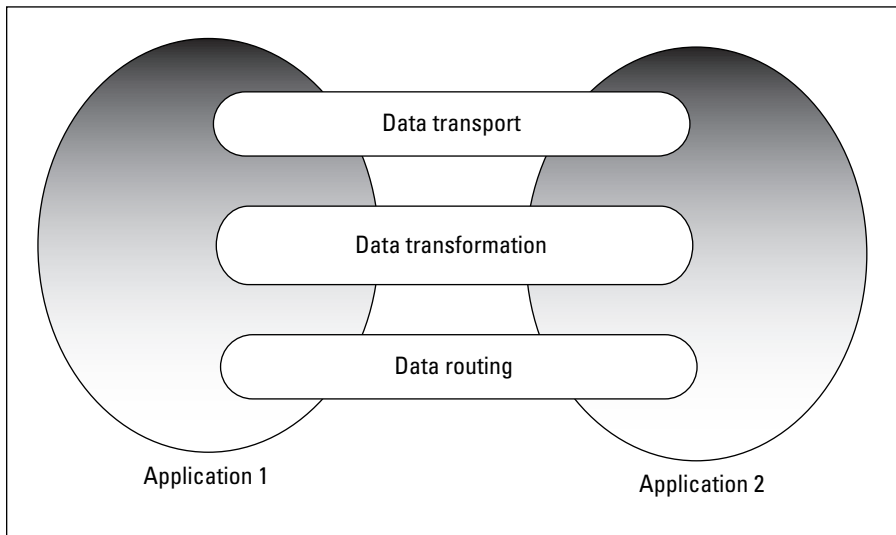 Data transport
Data transformation
Data routing
Application 1
Application 2